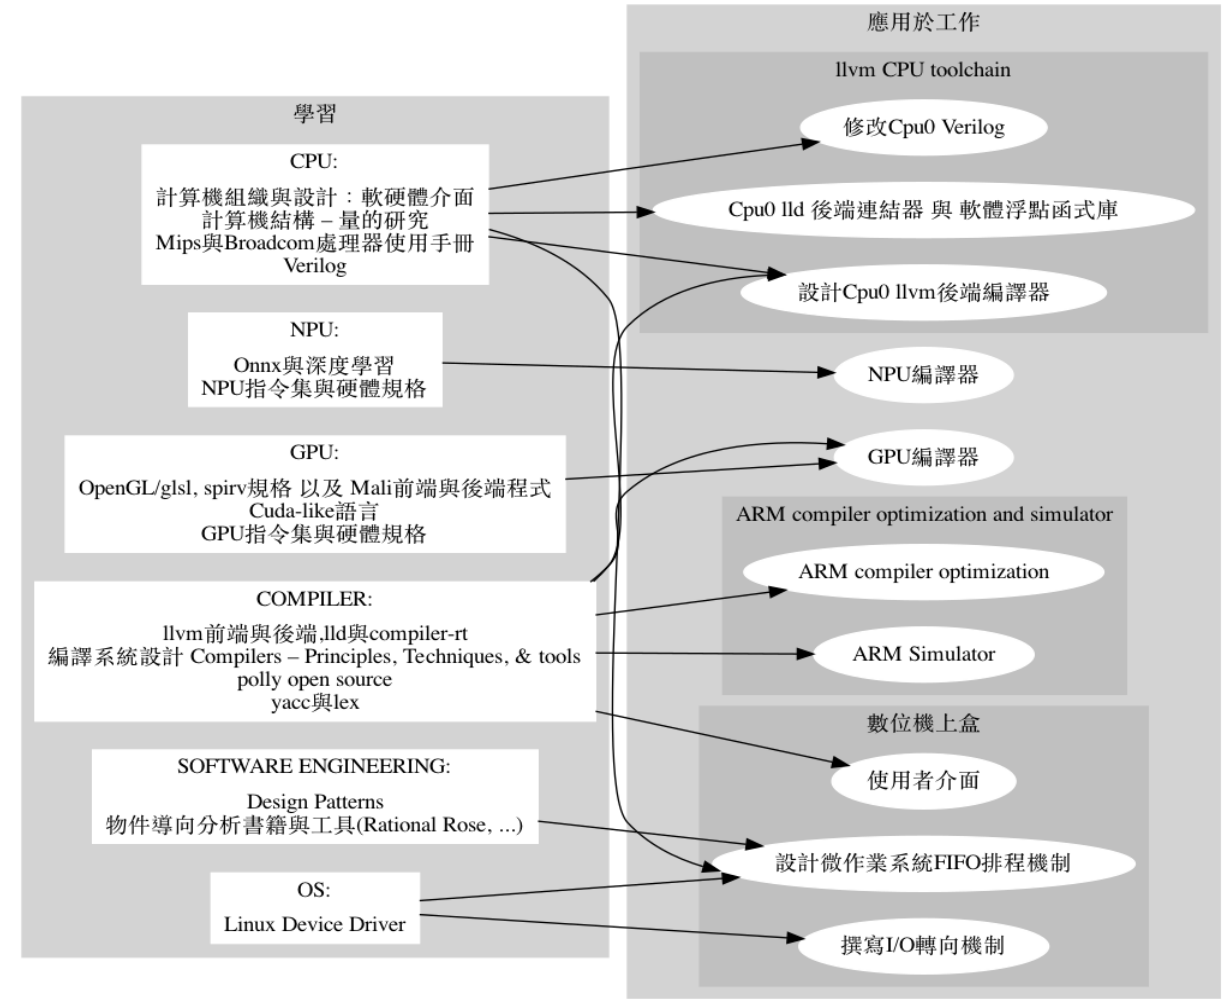 學習
CPU:
計算機組織與設計：軟硬體介面
計算機結構 – 量的研究
Mips與Broadcom處理器使用手冊
Verilog
NPU:
Onnx與深度學習
NPU指令集與硬體規格
GPU:
OpenGL/glsl, spirv規格 以及 Mali前端與後端程式
Cuda-like語言
GPU指令集與硬體規格
COMPILER:
llvm前端與後端,lld與compiler-rt
編譯系統設計 Compilers – Principles, Techniques, & tools
polly open source
yacc與lex
SOFTWARE ENGINEERING:
Design Patterns
物件導向分析書籍與工具(Rational Rose, ...)
OS:
Linux Device Driver
應用於工作
llvm CPU toolchain
修改Cpu0 Verilog
Cpu0 lld 後端連結器 與 軟體浮點函式庫
設計Cpu0 llvm後端編譯器
NPU編譯器
GPU編譯器
ARM compiler optimization and simulator
ARM compiler optimization
ARM Simulator
數位機上盒
使用者介面
設計微作業系統FIFO排程機制
撰寫I/O轉向機制